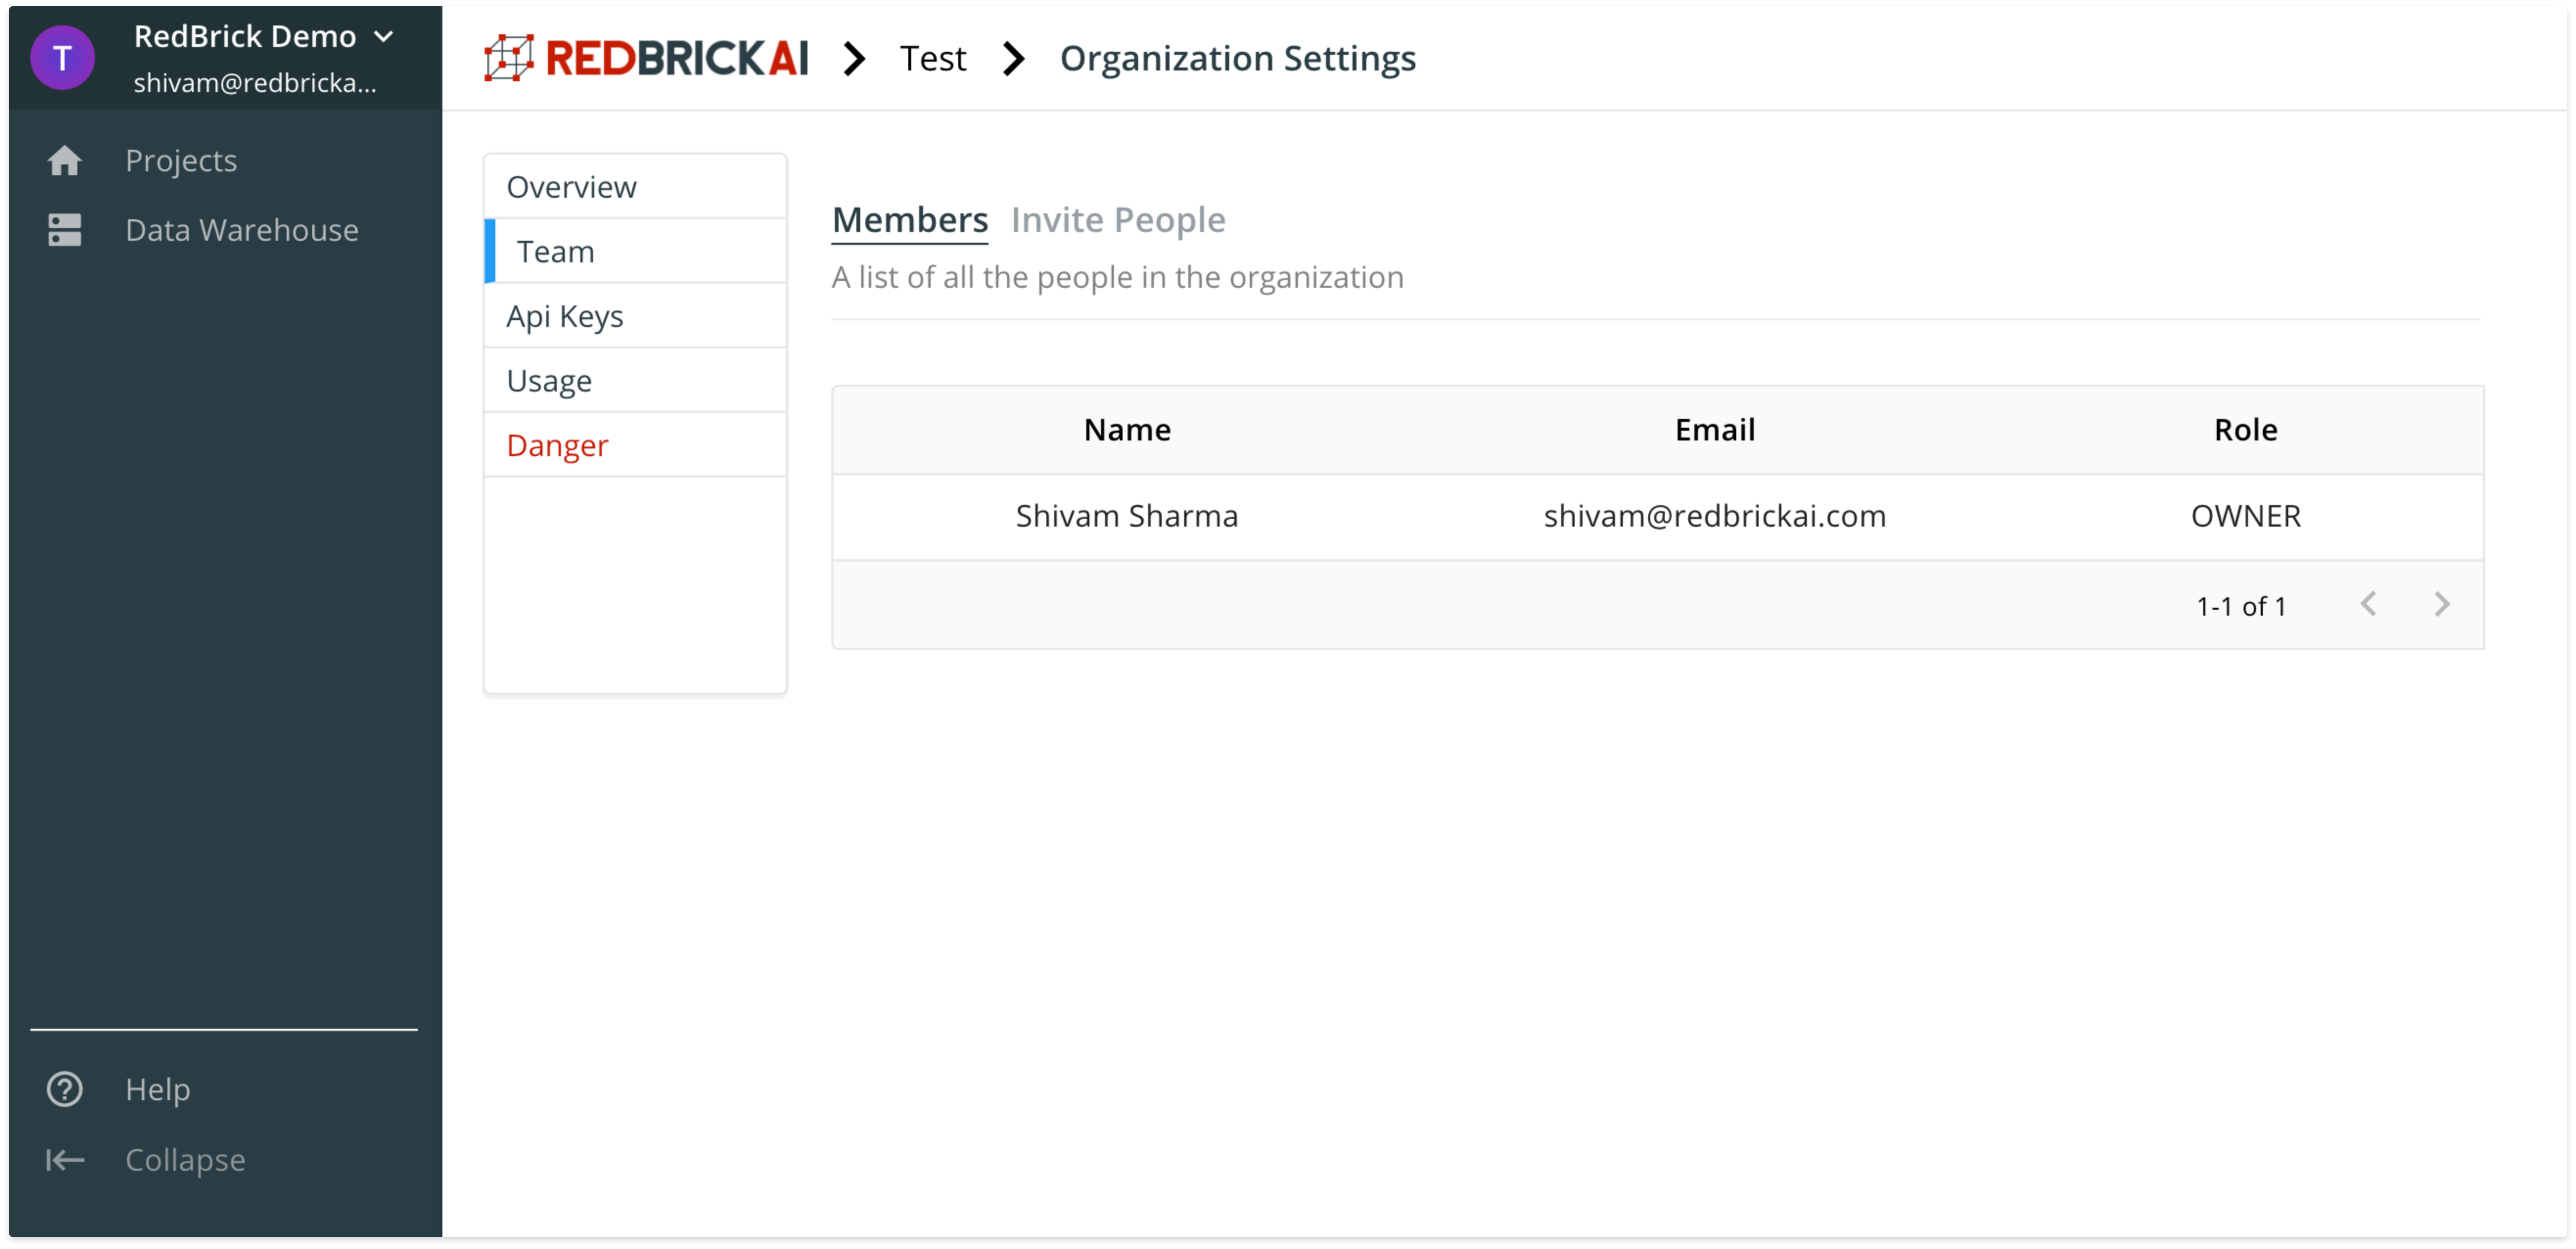 T
RedBrick Demo
shivam@redbricka...
Projects
Data Warehouse
Help
Collapse
REDBRICKAI Test Organization Settings
Overview
Team
Api Keys
Usage
Danger
Members Invite People
A list of all the people in the organization
Name Email Role
Shivam Sharma shivam@redbrickai.com OWNER
1-1 of 1